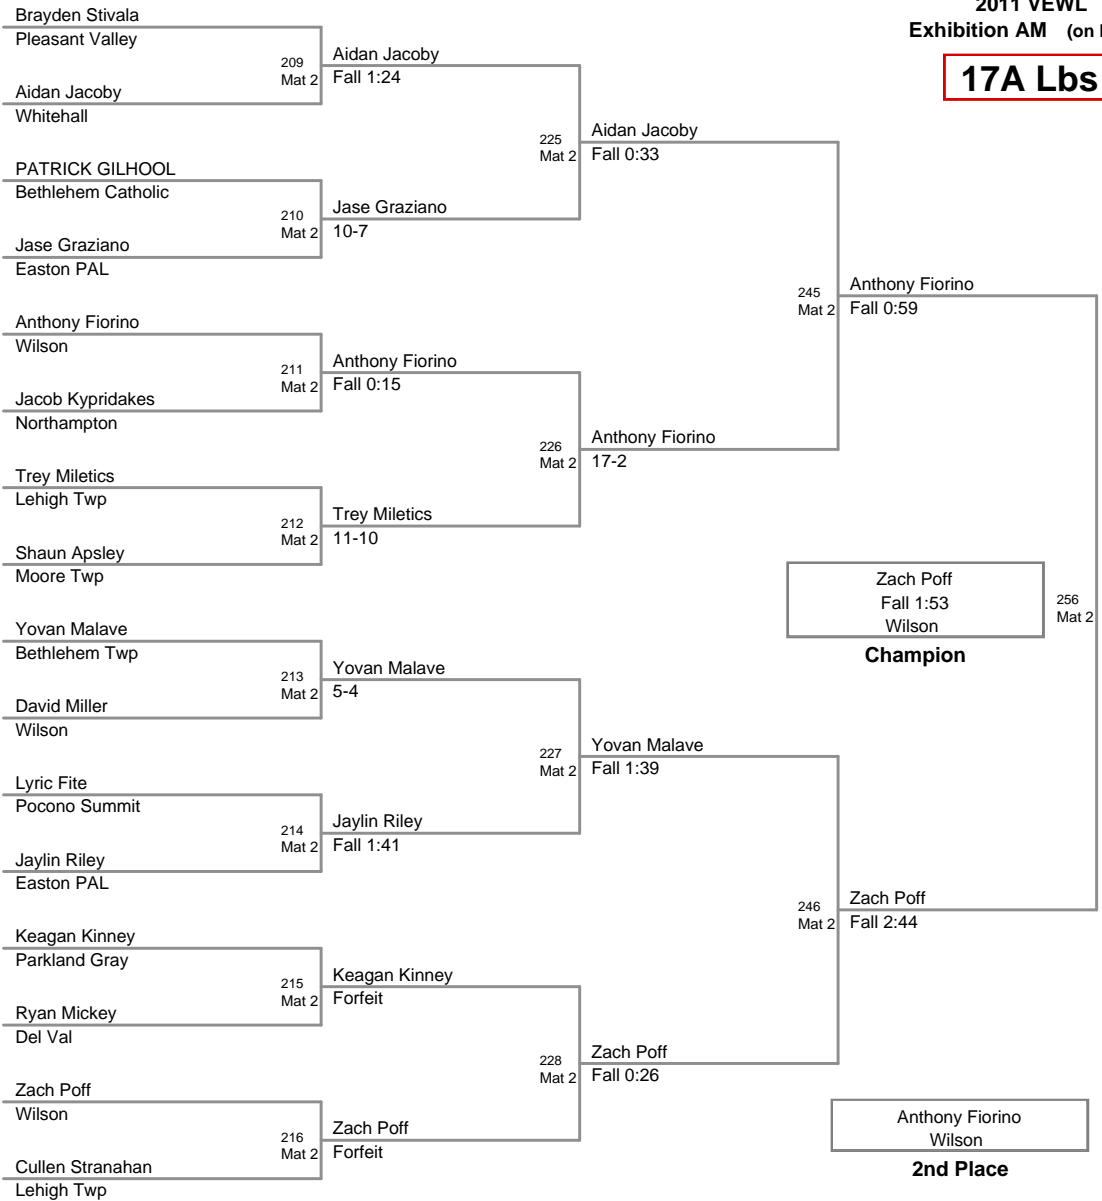 2011 VEWL
Exhibition AM (on
17A Lbs
Brayden Stivala
Pleasant Valley
209
Mat 2
Aidan Jacoby
Fall 1:24
Aidan Jacoby
Whitehall
225
Mat 2
Aidan Jacoby
Fall 0:33
PATRICK GILHOOL
Bethlehem Catholic
210
Mat 2
Jase Graziano
10-7
Jase Graziano
Easton PAL
245
Mat 2
Anthony Fiorino
Fall 0:59
Anthony Fiorino
Wilson
211
Mat 2
Anthony Fiorino
Fall 0:15
Jacob Kypridakes
Northampton
226
Mat 2
Anthony Fiorino
17-2
Trey Miletics
Lehigh Twp
212
Mat 2
Trey Miletics
11-10
Shaun Apsley
Moore Twp
Zach Poff
Fall 1:53
Wilson
Champion
256
Mat 2
Yovan Malave
Bethlehem Twp
213
Mat 2
Yovan Malave
5-4
David Miller
Wilson
227
Mat 2
Yovan Malave
Fall 1:39
Lyric Fite
Pocono Summit
214
Mat 2
Jaylin Riley
Fall 1:41
Jaylin Riley
Easton PAL
246
Mat 2
Zach Poff
Fall 2:44
Keagan Kinney
Parkland Gray
215
Mat 2
Keagan Kinney
Forfeit
Ryan Mickey
Del Val
228
Mat 2
Zach Poff
Fall 0:26
Zach Poff
Wilson
216
Mat 2
Zach Poff
Forfeit
Cullen Stranahan
Lehigh Twp
Anthony Fiorino
Wilson
2nd Place